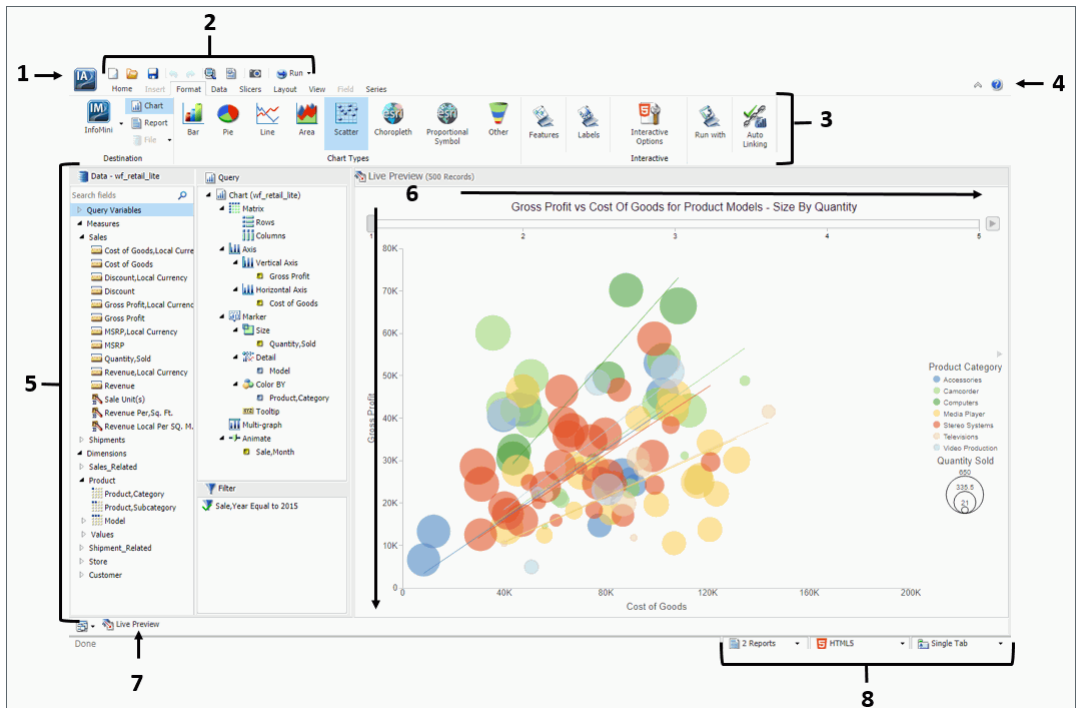 2
1
IA
Run
4
Home Insert Format Data Slicers Layout View Field Series
3
IM
InfoMini
Chart
Report
File
Bar Pie Line Area Scatter Choropleth Proportional Symbol Other Features Labels Interactive Options Run with Auto Linking
Destination Chart Types Interactive
5
Data - wf_retail_lite
Search fields
Query Variables
Measures
Sales
Cost of Goods,Local Curre
Cost of Goods
Discount,Local Currency
Discount
Gross Profit,Local Currenc
Gross Profit
MSRP,Local Currency
MSRP
Quantity,Sold
Revenue,Local Currency
Revenue
Sale Unit(s)
Revenue Per,Sq. Ft.
Revenue Local Per SQ. M.
Shipments
Dimensions
Sales_Related
Product
Product,Category
Product,Subcategory
Model
Values
Shipment_Related
Store
Customer
Query
Chart (wf_retail_lite)
Matrix
Rows
Columns
Axis
Vertical Axis
Gross Profit
Horizontal Axis
Cost of Goods
Marker
Size
Quantity,Sold
Detail
Model
Color BY
Product,Category
Tooltip
Multi-graph
Animate
Sale,Month
Filter
Sale,Year Equal to 2015
Live Preview (500 Records)
6
Gross Profit vs Cost Of Goods for Product Models - Size By Quantity
1 2 3 5
80K
70K
60K
50K
40K
30K
20K
10K
0
Gross Profit
0 40K 80K 120K 160K 200K
Cost of Goods
Product Category
Accessories
Camcorder
Computers
Media Player
Stereo Systems
Televisions
Video Production
Quantity Sold
650
335.5
21
Live Preview
Done
2 Reports HTML5 Single Tab
7
8